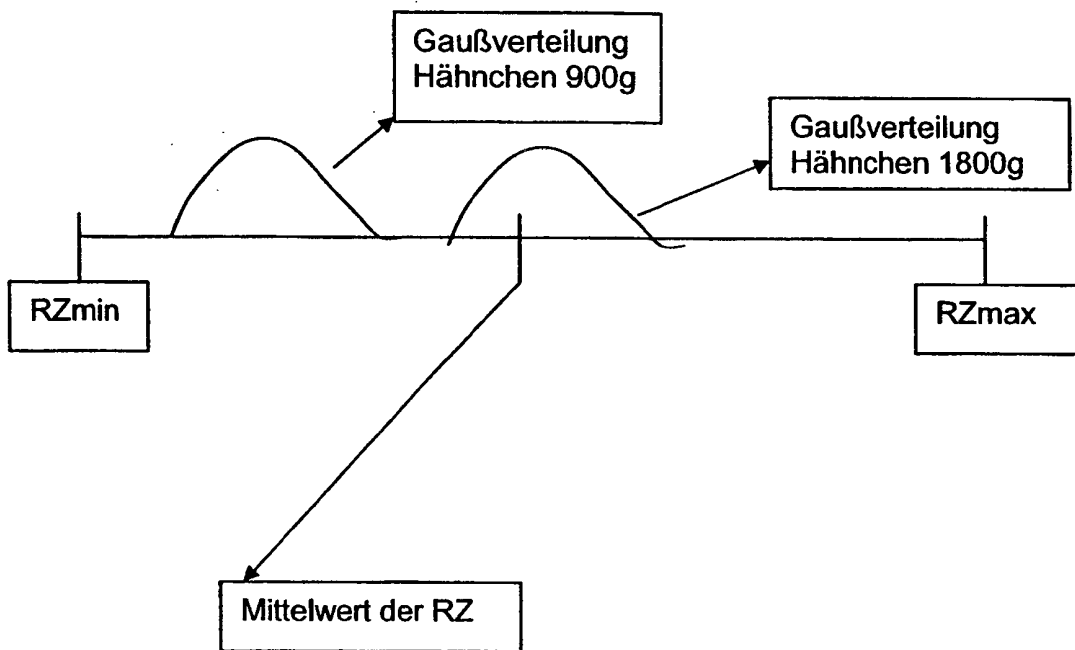 Gaußverteilung
Hähnchen 900g
Gaußverteilung
Hähnchen 1800g
RZmin
RZmax
Mittelwert der RZ